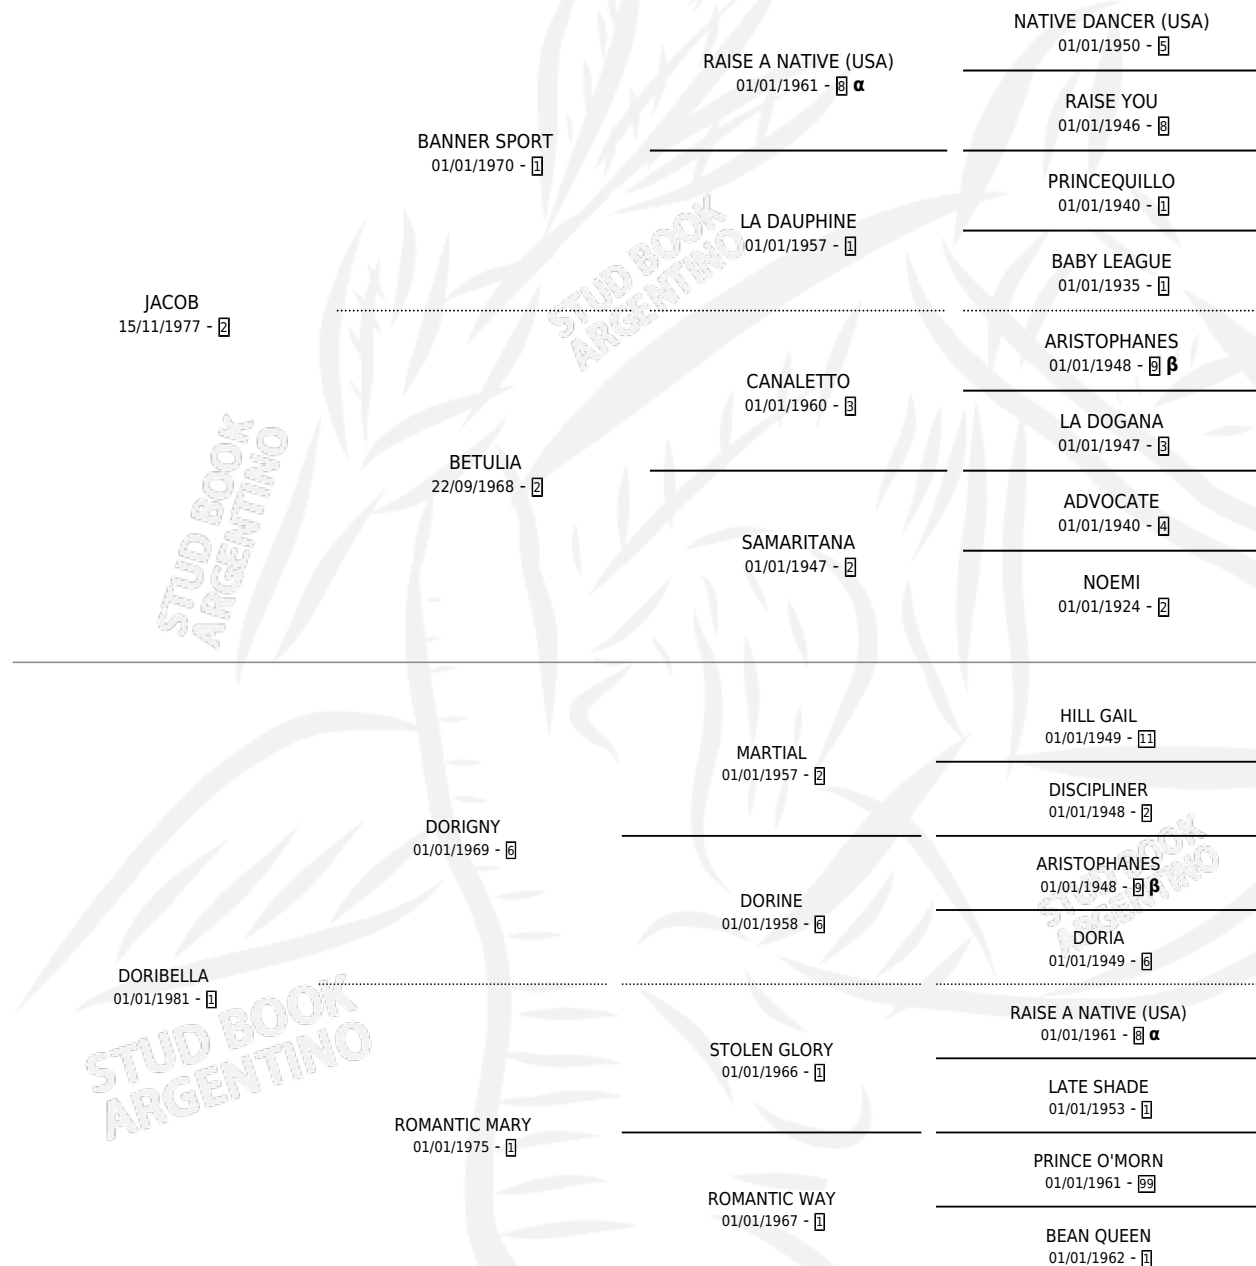 NATIVE DANCER (USA)
01/01/1950 - 5
RAISE A NATIVE (USA)
01/01/1961 - 8 α
RAISE YOU
01/01/1946 - 8
BANNER SPORT
01/01/1970 - 1
PRINCEQUILLO
01/01/1940 - 1
LA DAUPHINE
01/01/1957 - 1
BABY LEAGUE
01/01/1935 - 1
JACOB
15/11/1977 - 2
ARISTOPHANES
01/01/1948 - 9 β
CANALETTO
01/01/1960 - 3
LA DOGANA
01/01/1947 - 3
BETULIA
22/09/1968 - 2
ADVOCATE
01/01/1940 - 4
SAMARITANA
01/01/1947 - 2
NOEMI
01/01/1924 - 2
HILL GAIL
01/01/1949 - 11
MARTIAL
01/01/1957 - 2
DISCIPLINER
01/01/1948 - 2
DORIGNY
01/01/1969 - 6
ARISTOPHANES
01/01/1948 - 9 β
DORINE
01/01/1958 - 6
DORIA
01/01/1949 - 6
DORIBELLA
01/01/1981 - 1
RAISE A NATIVE (USA)
01/01/1961 - 8 α
STOLEN GLORY
01/01/1966 - 1
LATE SHADE
01/01/1953 - 1
ROMANTIC MARY
01/01/1975 - 1
PRINCE O'MORN
01/01/1961 - 99
ROMANTIC WAY
01/01/1967 - 1
BEAN QUEEN
01/01/1962 - 1
STUD BOOK
ARGENTINO
STUD BOOK
ARGENTINO
STUD BOOK
ARGENTINO
STUD BOOK
ARGENTINO